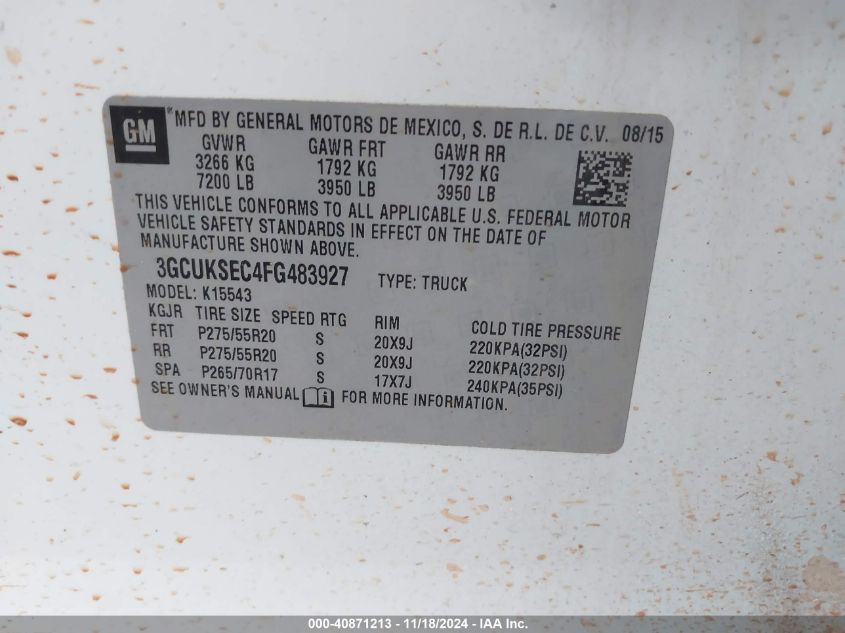 GM ® MFD BY GENERAL MOTORS DE MEXICO, S. DE R.L. DE C.V. 08/15
GVWR GAWR FRT GAWR RR
3266 KG 1792 KG 1792 KG
7200 LB 3950 LB 3950 LB
THIS VEHICLE CONFORMS TO ALL APPLICABLE U.S. FEDERAL MOTOR
VEHICLE SAFETY STANDARDS IN EFFECT ON THE DATE OF
MANUFACTURE SHOWN ABOVE.
3GCUKSEC4FG483927 TYPE: TRUCK
MODEL: K15543
KGJR TIRE SIZE SPEED RTG RIM COLD TIRE PRESSURE
FRT P275/55R20 S 20X9J 220KPA(32PSI)
RR P275/55R20 S 20X9J 220KPA(32PSI)
SPA P265/70R17 S 17X7J 240KPA(35PSI)
SEE OWNER'S MANUAL FOR MORE INFORMATION.
000-40871213 - 11/18/2024 - IAA Inc.